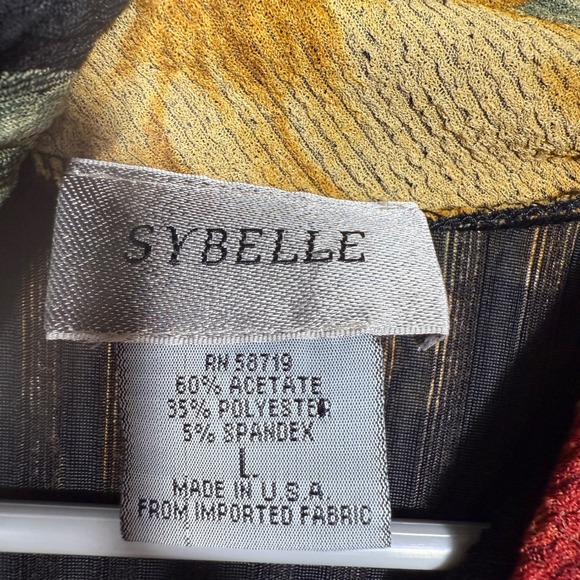 SYBELLE
RN 58719
60% ACETATE
35% POLYESTER
5% SPANDEX
L
MADE IN U.S.A.
FROM IMPORTED FABRIC